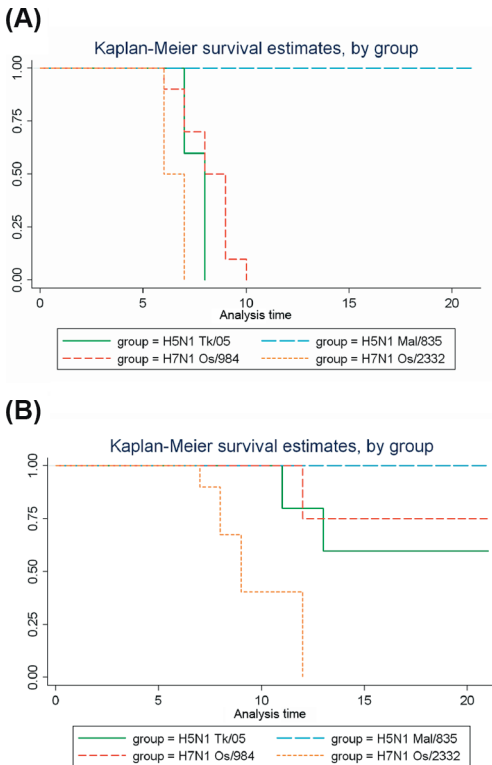 (A)
Kaplan-Meier survival estimates, by group
1.00
0.75
0.50
0.25
0.00
0 5 10 15 20
Analysis time
group = H5N1 Tk/05 group = H5N1 Mal/835
group = H7N1 Os/984 group = H7N1 Os/2332
(B)
Kaplan-Meier survival estimates, by group
1.00
0.75
0.50
0.25
0.00
0 5 10 15 20
Analysis time
group = H5N1 Tk/05 group = H5N1 Mal/835
group = H7N1 Os/984 group = H7N1 Os/2332